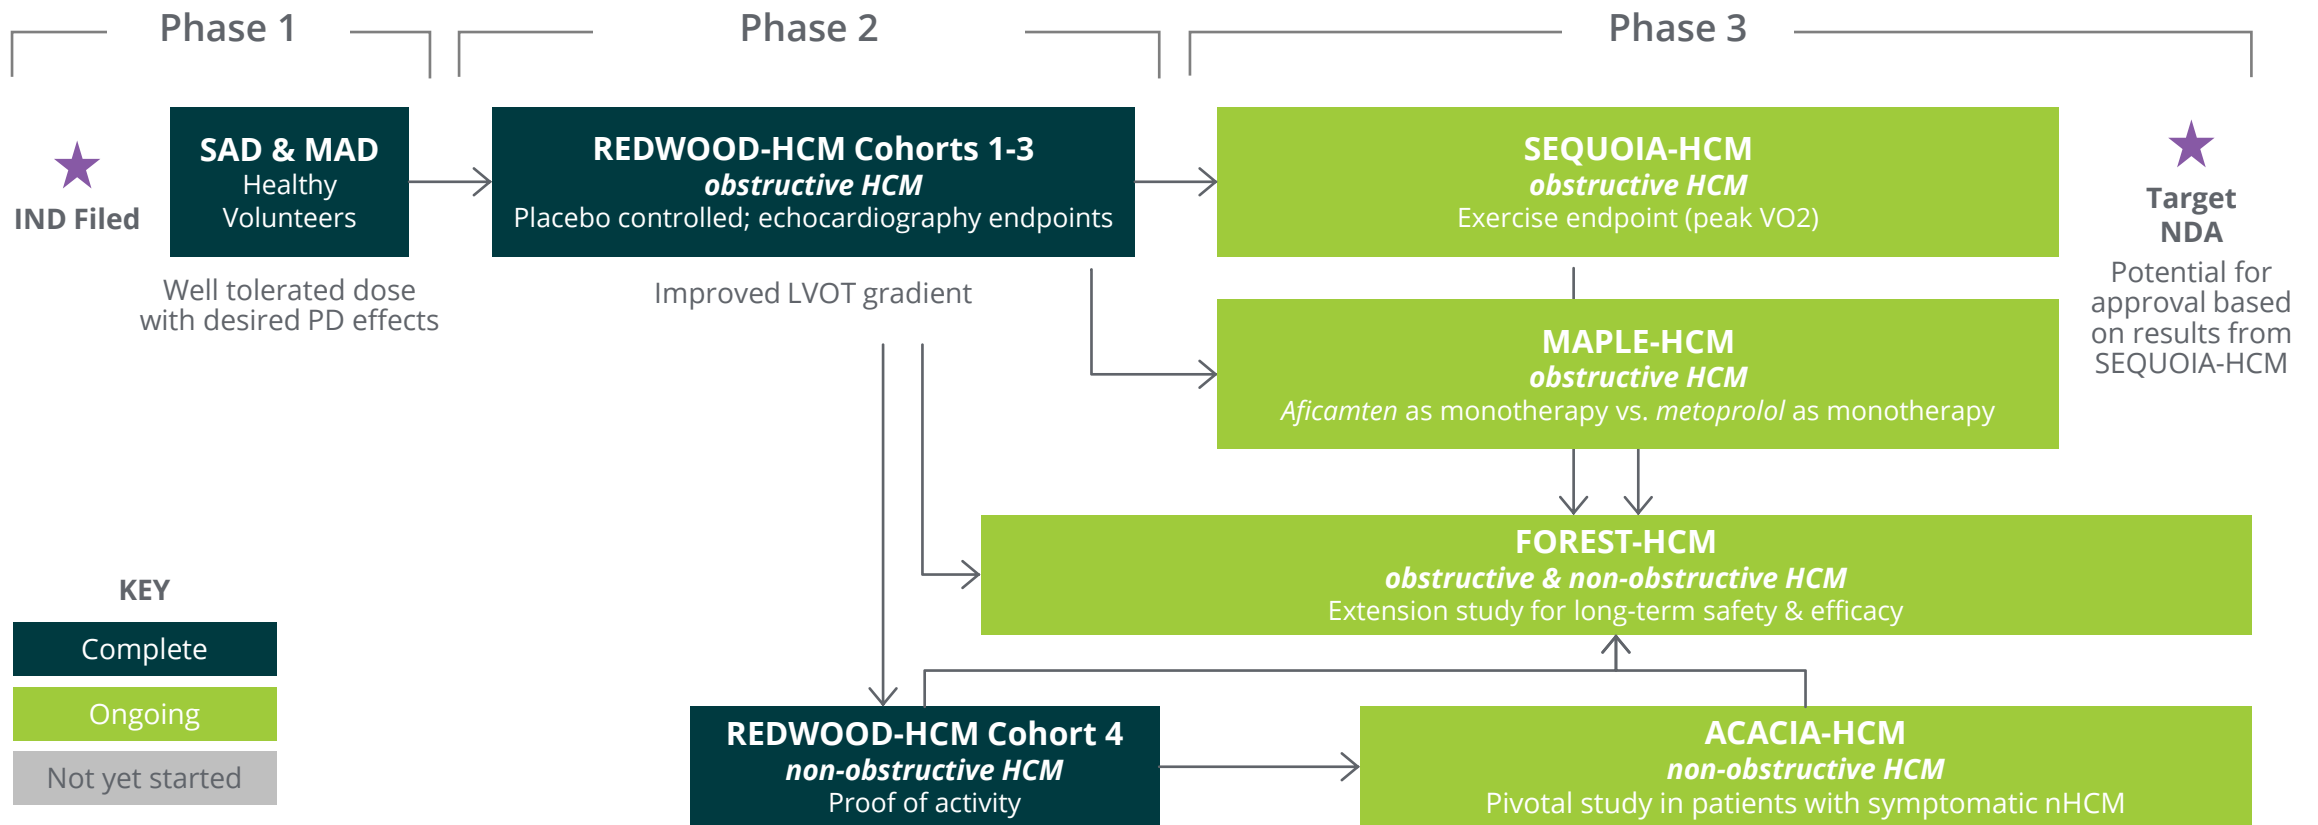 Phase 1
Phase 2
Phase 3
IND Filed
SAD & MAD
Healthy
Volunteers
Well tolerated dose
with desired PD effects
REDWOOD-HCM Cohorts 1-3
obstructive HCM
Placebo controlled; echocardiography endpoints
Improved LVOT gradient
SEQUOIA-HCM
obstructive HCM
Exercise endpoint (peak VO2)
MAPLE-HCM
obstructive HCM
Aficamten as monotherapy vs. metoprolol as monotherapy
Target
NDA
Potential for
approval based
on results from
SEQUOIA-HCM
FOREST-HCM
obstructive & non-obstructive HCM
Extension study for long-term safety & efficacy
KEY
Complete
Ongoing
Not yet started
REDWOOD-HCM Cohort 4
non-obstructive HCM
Proof of activity
ACACIA-HCM
non-obstructive HCM
Pivotal study in patients with symptomatic nHCM